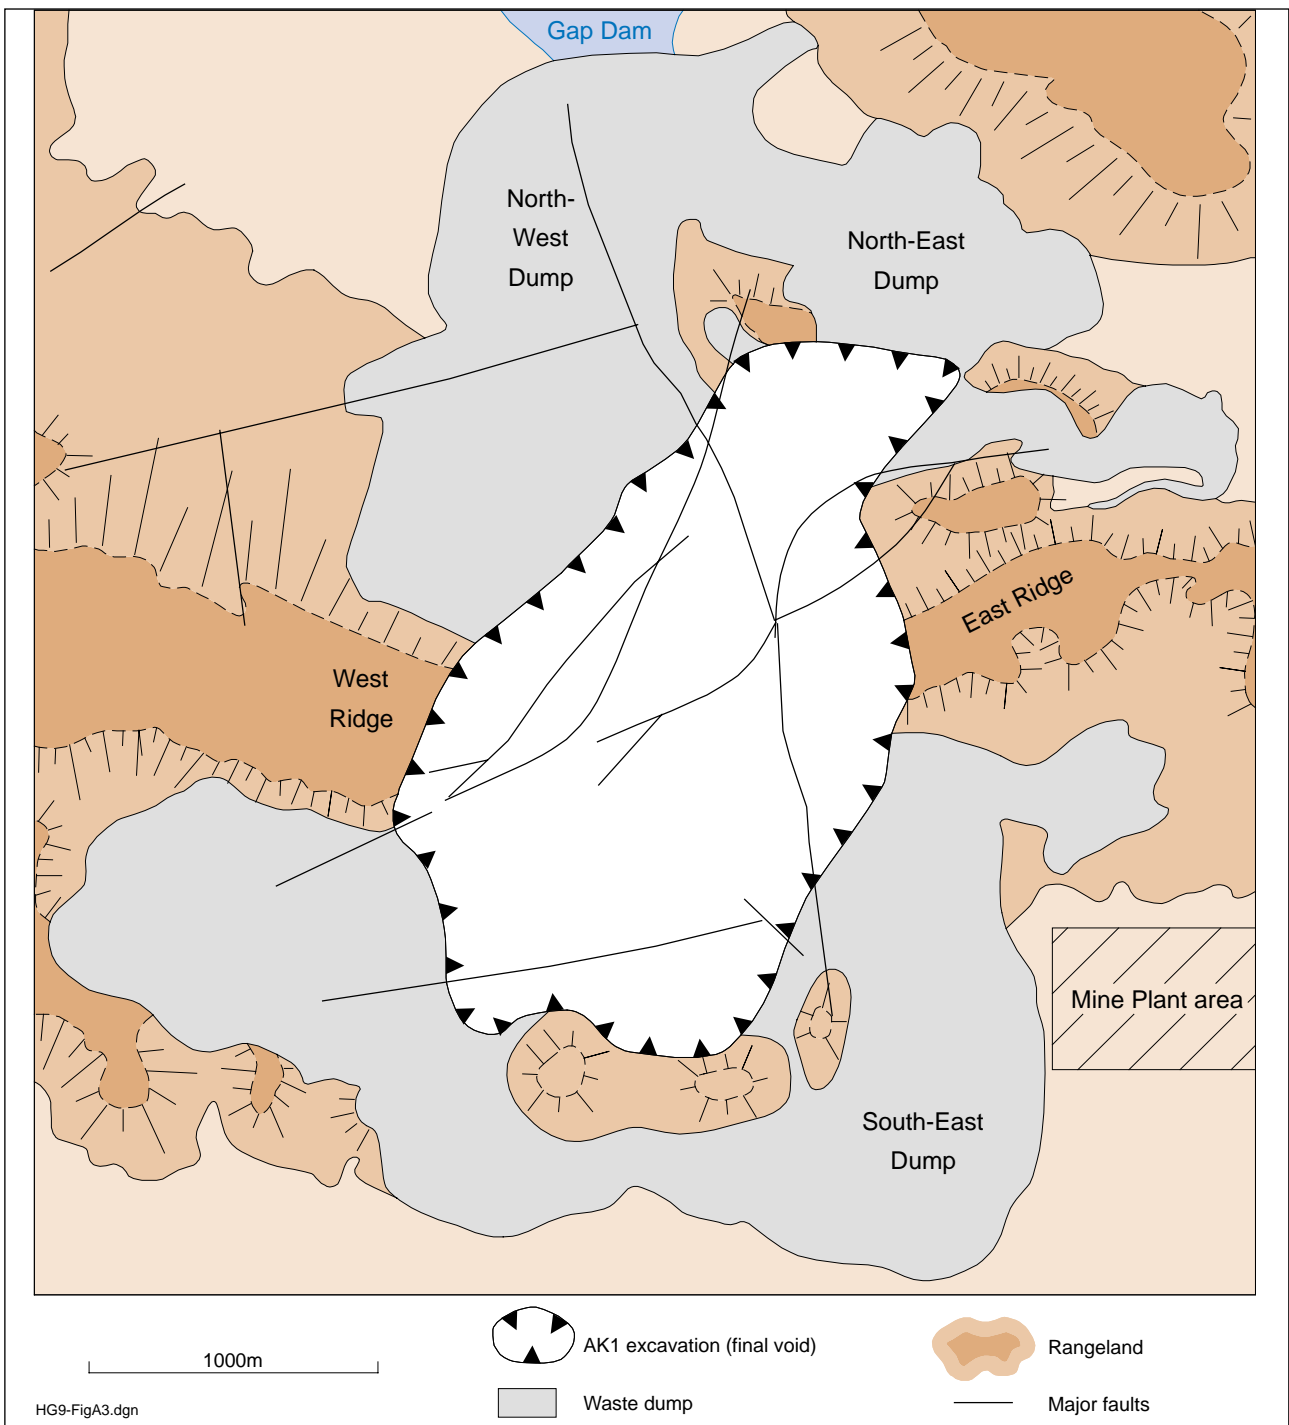 Gap Dam
North-
West
Dump
North-East
Dump
East Ridge
West
Ridge
Mine Plant area
South-East
Dump
1000m
AK1 excavation (final void)
Rangeland
Waste dump
Major faults
HG9-FigA3.dgn